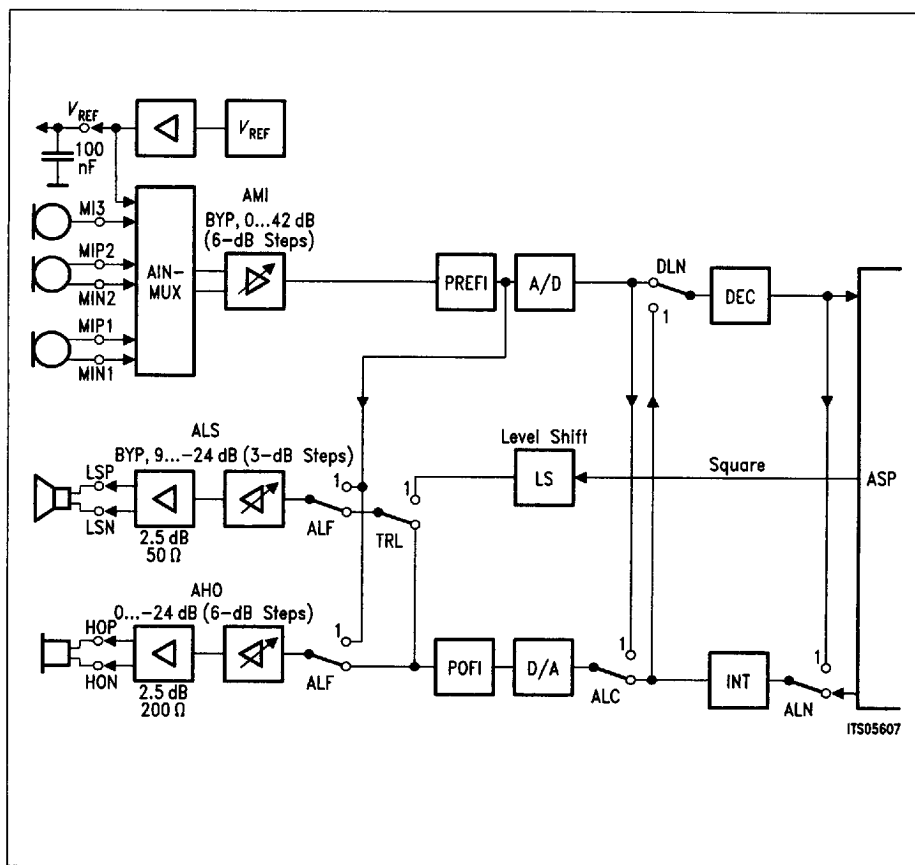 V_REF
V_REF
100
nF
AMI
BYP, 0...42 dB
(6-dB Steps)
MI3
MIP2
MIN2
MIP1
MIN1
AIN-
MUX
PREFI
A/D
DLN
1
DEC
ALS
BYP, 9...–24 dB (3-dB Steps)
LSP
LSN
2.5 dB
50 Ω
1
ALF
1
TRL
Level Shift
LS
Square
ASP
AHO
0...–24 dB (6-dB Steps)
HOP
HON
2.5 dB
200 Ω
1
ALF
POFI
D/A
1
ALC
INT
1
ALN
ITS05607